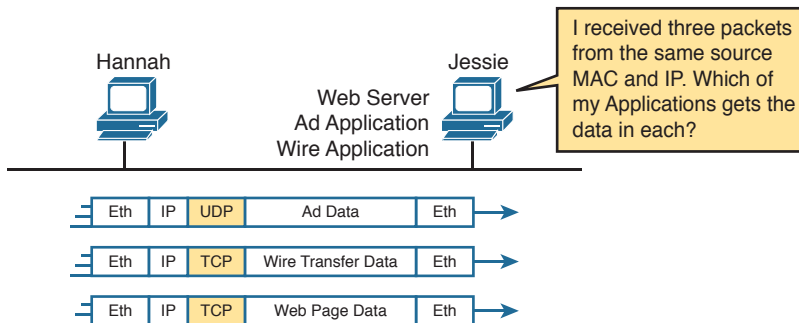 Hannah
Jessie
Web Server
Ad Application
Wire Application
I received three packets
from the same source
MAC and IP. Which of
my Applications gets the
data in each?
Eth IP UDP Ad Data Eth
Eth IP TCP Wire Transfer Data Eth
Eth IP TCP Web Page Data Eth